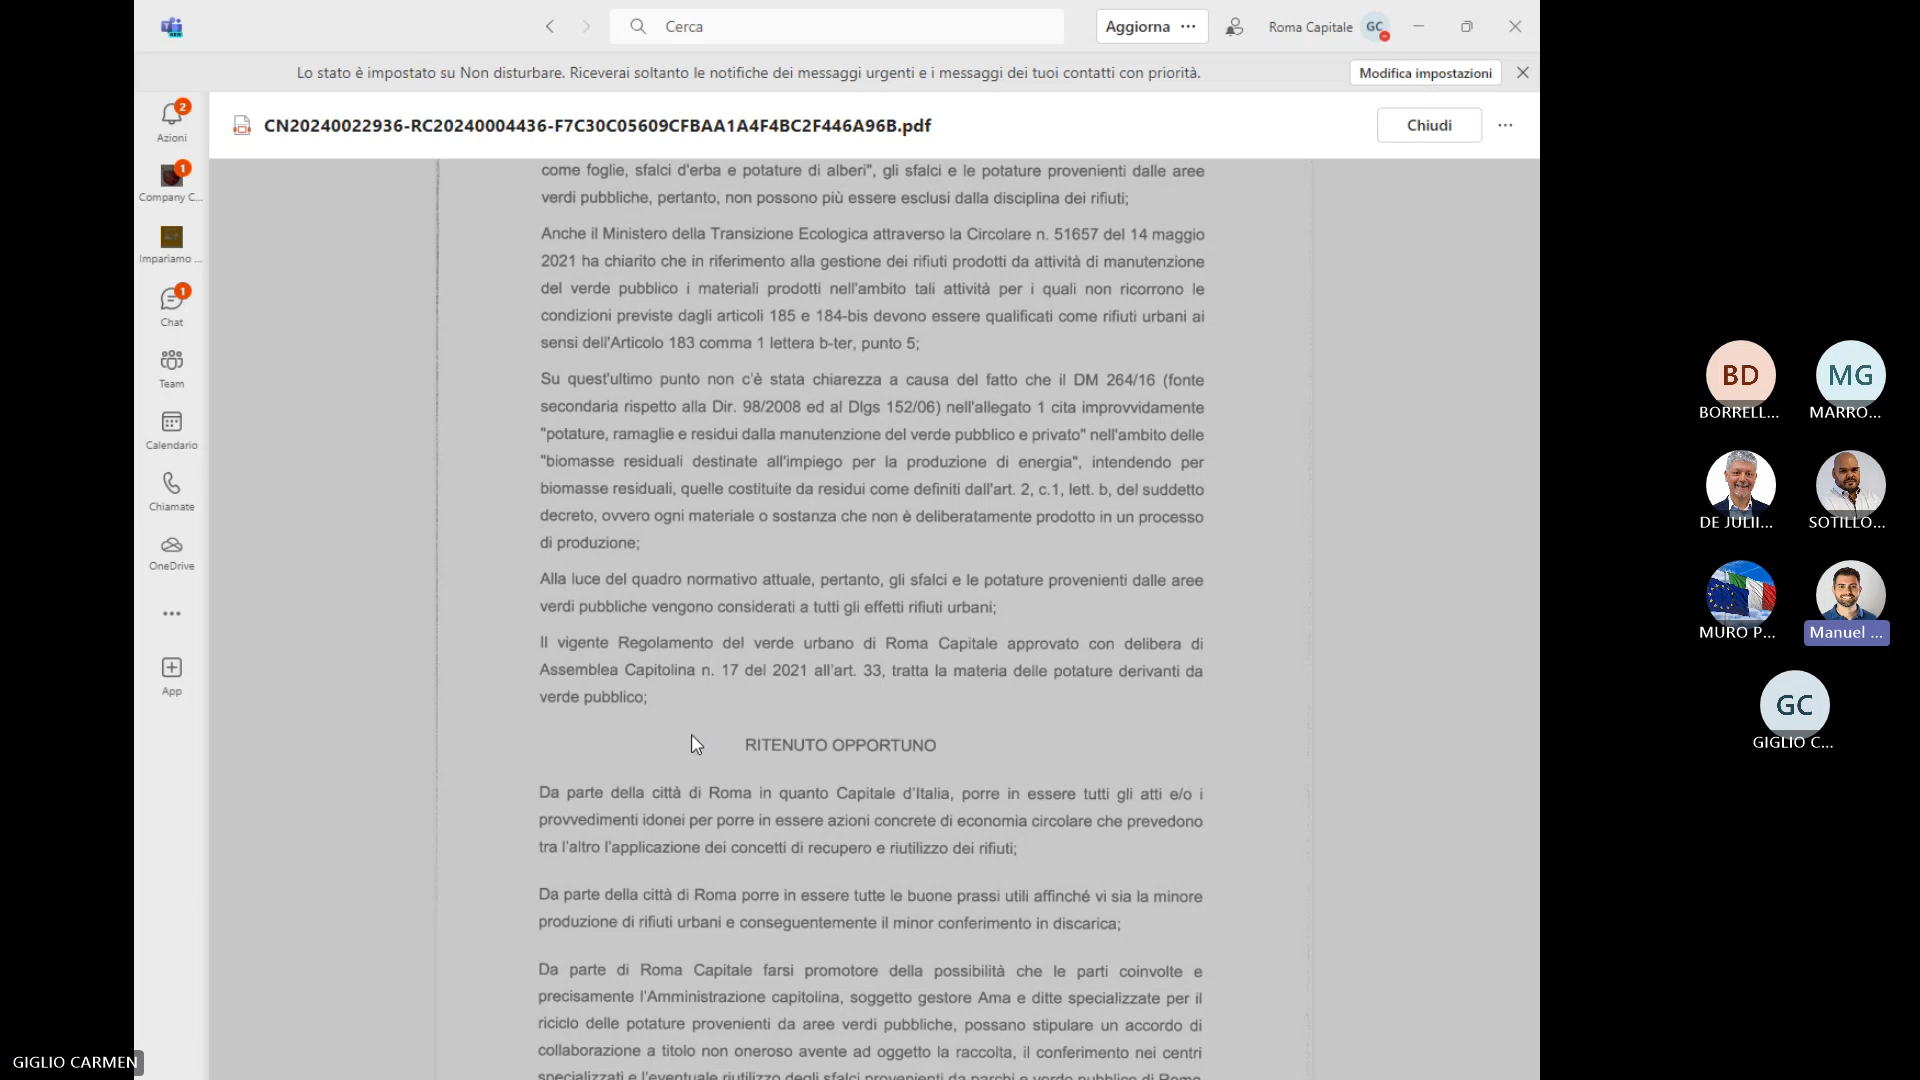 Cerca
Aggiorna
Roma Capitale
GC
Lo stato è impostato su Non disturbare. Riceverai soltanto le notifiche dei messaggi urgenti e i messaggi dei tuoi contatti con priorità.
Modifica impostazioni
2
Azioni
1
Company C...
Impariamo ...
1
Chat
Team
Calendario
Chiamate
OneDrive
App
CN20240022936-RC20240004436-F7C30C05609CFBAA1A4F4BC2F446A96B.pdf
Chiudi
come foglie, sfalci d'erba e potature di alberi", gli sfalci e le potature provenienti dalle aree
verdi pubbliche, pertanto, non possono più essere esclusi dalla disciplina dei rifiuti;
Anche il Ministero della Transizione Ecologica attraverso la Circolare n. 51657 del 14 maggio
2021 ha chiarito che in riferimento alla gestione dei rifiuti prodotti da attività di manutenzione
del verde pubblico i materiali prodotti nell'ambito tali attività per i quali non ricorrono le
condizioni previste dagli articoli 185 e 184-bis devono essere qualificati come rifiuti urbani ai
sensi dell'Articolo 183 comma 1 lettera b-ter, punto 5;
Su quest'ultimo punto non c'è stata chiarezza a causa del fatto che il DM 264/16 (fonte
secondaria rispetto alla Dir. 98/2008 ed al Dlgs 152/06) nell'allegato 1 cita improvvidamente
"potature, ramaglie e residui dalla manutenzione del verde pubblico e privato" nell'ambito delle
"biomasse residuali destinate all'impiego per la produzione di energia", intendendo per
biomasse residuali, quelle costituite da residui come definiti dall'art. 2, c.1, lett. b, del suddetto
decreto, ovvero ogni materiale o sostanza che non è deliberatamente prodotto in un processo
di produzione;
Alla luce del quadro normativo attuale, pertanto, gli sfalci e le potature provenienti dalle aree
verdi pubbliche vengono considerati a tutti gli effetti rifiuti urbani;
Il vigente Regolamento del verde urbano di Roma Capitale approvato con delibera di
Assemblea Capitolina n. 17 del 2021 all'art. 33, tratta la materia delle potature derivanti da
verde pubblico;
RITENUTO OPPORTUNO
Da parte della città di Roma in quanto Capitale d'Italia, porre in essere tutti gli atti e/o i
provvedimenti idonei per porre in essere azioni concrete di economia circolare che prevedono
tra l'altro l'applicazione dei concetti di recupero e riutilizzo dei rifiuti;
Da parte della città di Roma porre in essere tutte le buone prassi utili affinché vi sia la minore
produzione di rifiuti urbani e conseguentemente il minor conferimento in discarica;
Da parte di Roma Capitale farsi promotore della possibilità che le parti coinvolte e
precisamente l'Amministrazione capitolina, soggetto gestore Ama e ditte specializzate per il
riciclo delle potature provenienti da aree verdi pubbliche, possano stipulare un accordo di
collaborazione a titolo non oneroso avente ad oggetto la raccolta, il conferimento nei centri
specializzati e l'eventuale riutilizzo degli sfalci provenienti da parchi e verde pubblico di Roma
BD
BORRELL...
MG
MARRO...
DE JULII...
SOTILLO...
MURO P...
Manuel ...
GC
GIGLIO C...
GIGLIO CARMEN